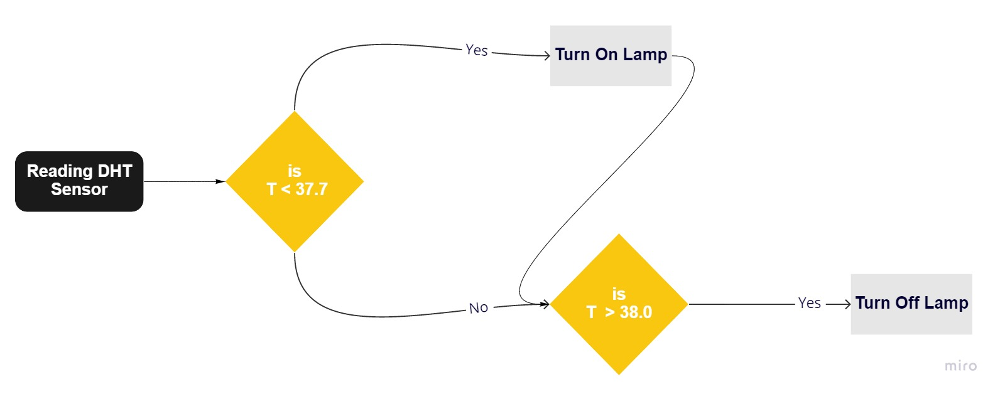 Yes
Turn On Lamp
Reading DHT
Sensor
is
T < 37.7
No
is
T  > 38.0
Yes
Turn Off Lamp
miro